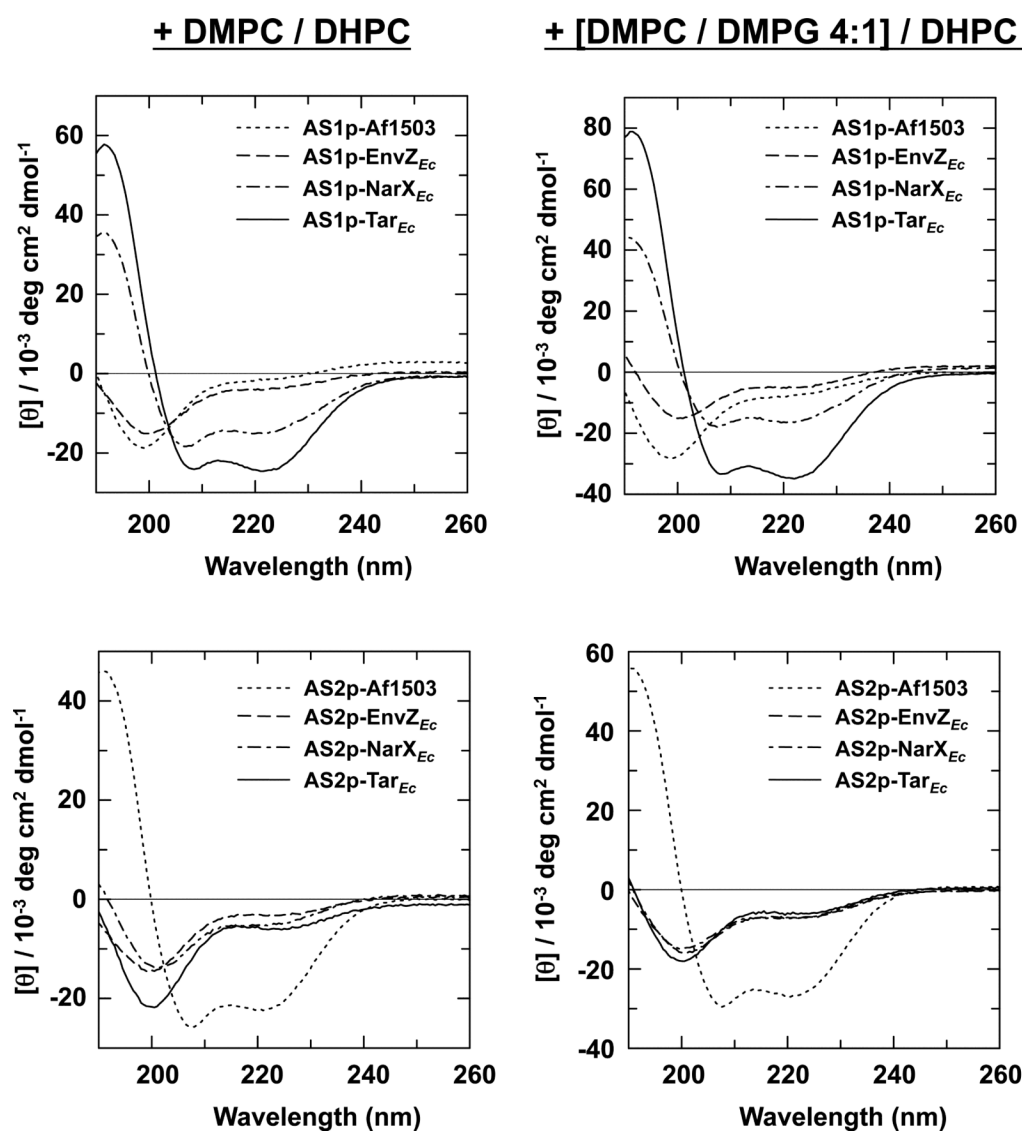 + DMPC / DHPC
+ [DMPC / DMPG 4:1] / DHPC
[θ] / 10-3 deg cm2 dmol-1
60
40
20
0
-20
AS1p-Af1503
AS1p-EnvZEc
AS1p-NarXEc
AS1p-TarEc
200
220
240
260
Wavelength (nm)
[θ] / 10-3 deg cm2 dmol-1
80
60
40
20
0
-20
-40
AS1p-Af1503
AS1p-EnvZEc
AS1p-NarXEc
AS1p-TarEc
200
220
240
260
Wavelength (nm)
[θ] / 10-3 deg cm2 dmol-1
40
20
0
-20
AS2p-Af1503
AS2p-EnvZEc
AS2p-NarXEc
AS2p-TarEc
200
220
240
260
Wavelength (nm)
[θ] / 10-3 deg cm2 dmol-1
60
40
20
0
-20
-40
AS2p-Af1503
AS2p-EnvZEc
AS2p-NarXEc
AS2p-TarEc
200
220
240
260
Wavelength (nm)